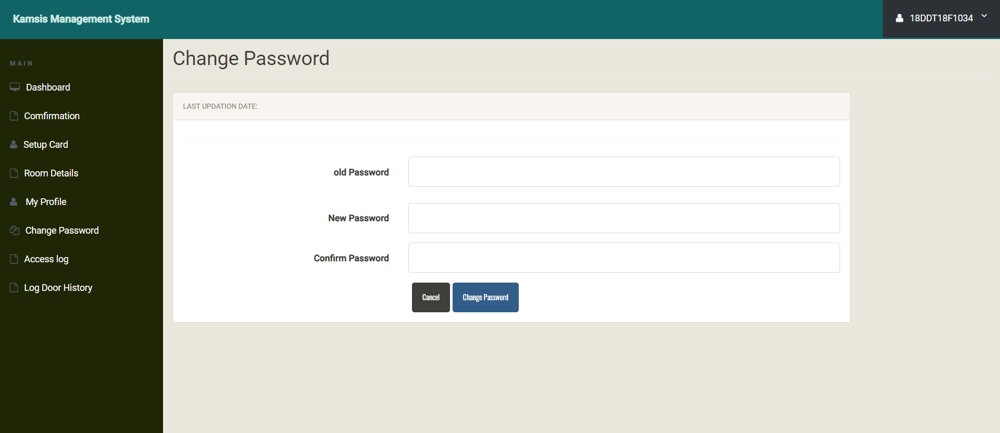 Kamsis Management System
18DDT18F1034
MAIN
Dashboard
Comfirmation
Setup Card
Room Details
My Profile
Change Password
Access log
Log Door History
Change Password
LAST UPDATION DATE:
old Password
New Password
Confirm Password
Cancel
Change Password